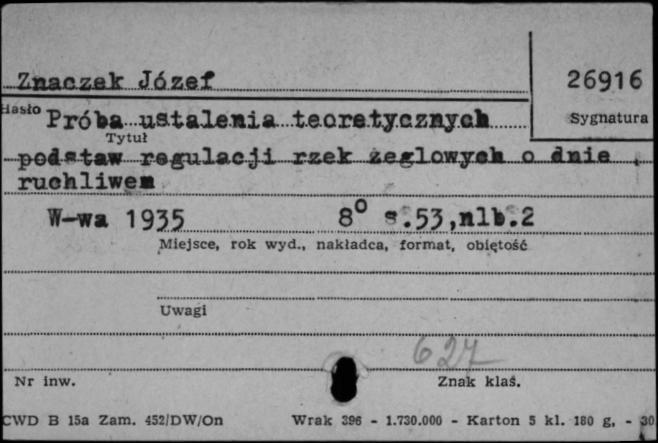 Znaczek Józef 26916
Hasło Sygnatura
Próba ustalenia teoretycznych
Tytuł
podstaw regulacji rzek żeglowych o dnie
ruchliwem
W-wa 1935 8° s.53,nlb.2
Miejsce, rok wyd., nakładca, format, obiętość
Uwagi
627
Nr inw. Znak klas.
CWD B 15a Zam. 452/DW/On Wrak 396 - 1.730.000 - Karton 5 kl. 180 g, - 30